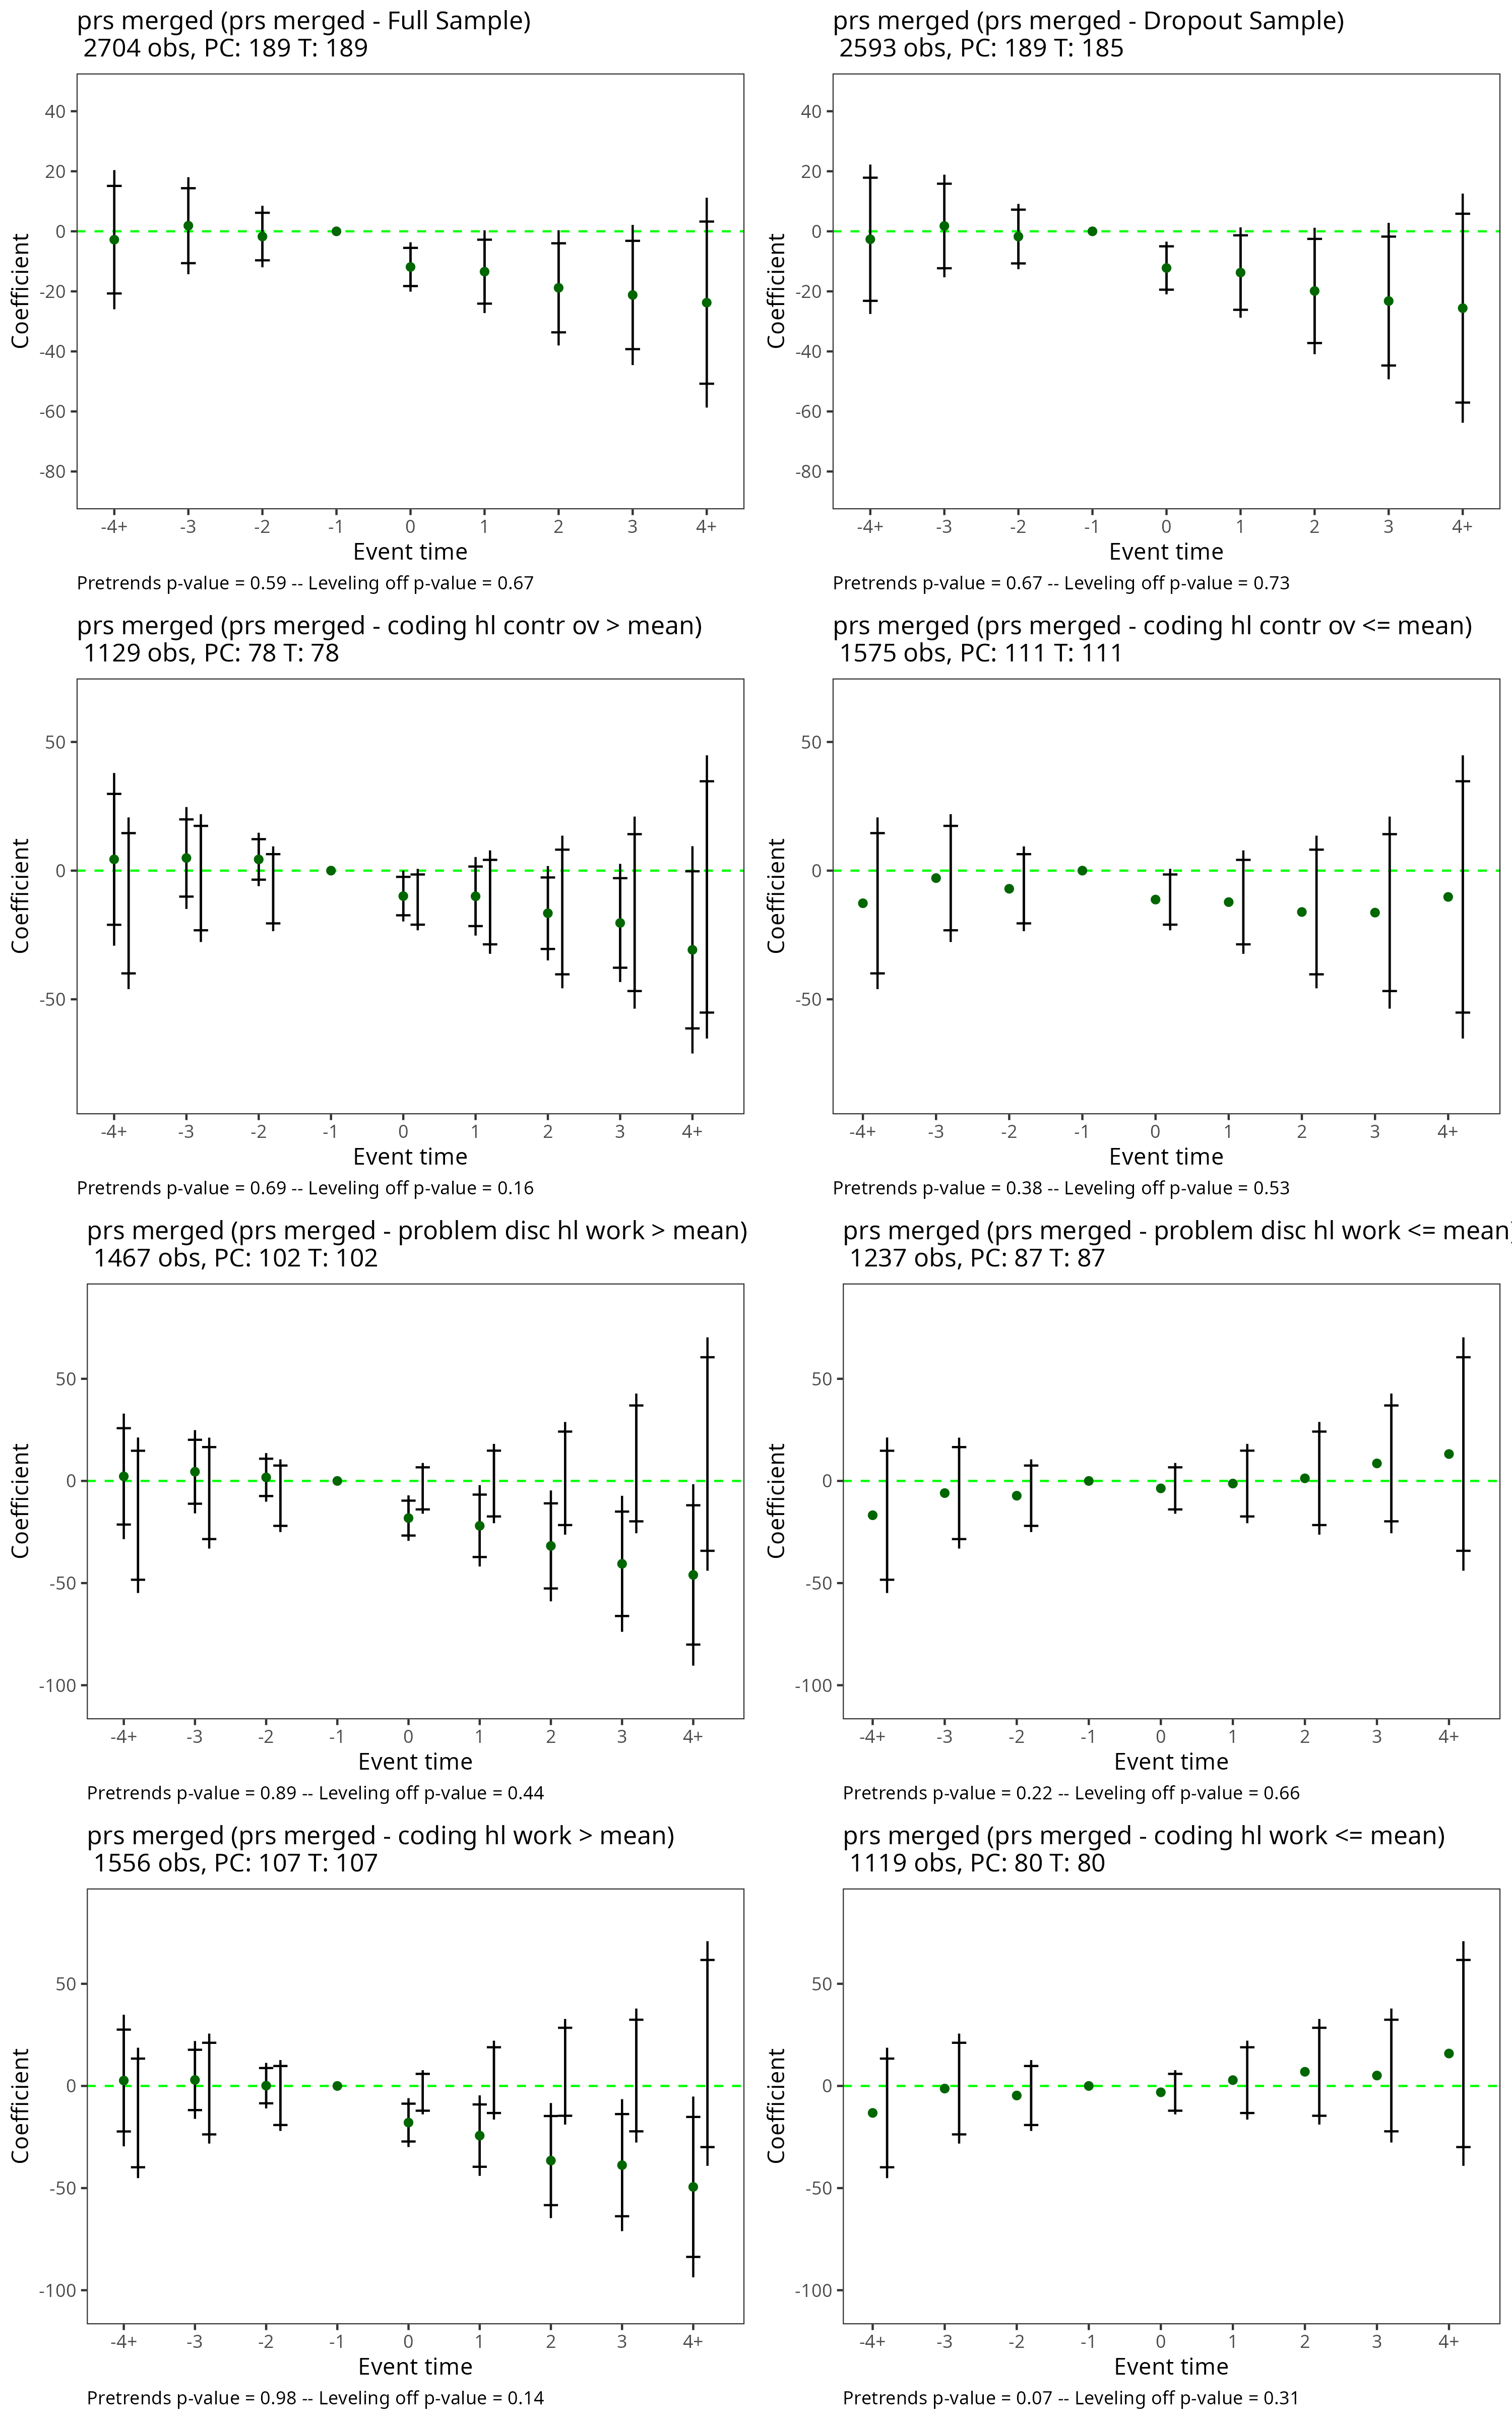 prs merged (prs merged - Full Sample)
2704 obs, PC: 189 T: 189
40
20
0
-20
-40
-60
-80
Coefficient
-4+ -3 -2 -1 0 1 2 3 4+
Event time
Pretrends p-value = 0.59 -- Leveling off p-value = 0.67
prs merged (prs merged - Dropout Sample)
2593 obs, PC: 189 T: 185
40
20
0
-20
-40
-60
-80
Coefficient
-4+ -3 -2 -1 0 1 2 3 4+
Event time
Pretrends p-value = 0.67 -- Leveling off p-value = 0.73
prs merged (prs merged - coding hl contr ov > mean)
1129 obs, PC: 78 T: 78
50
0
-50
Coefficient
-4+ -3 -2 -1 0 1 2 3 4+
Event time
Pretrends p-value = 0.69 -- Leveling off p-value = 0.16
prs merged (prs merged - coding hl contr ov <= mean)
1575 obs, PC: 111 T: 111
50
0
-50
Coefficient
-4+ -3 -2 -1 0 1 2 3 4+
Event time
Pretrends p-value = 0.38 -- Leveling off p-value = 0.53
prs merged (prs merged - problem disc hl work > mean)
1467 obs, PC: 102 T: 102
50
0
-50
-100
Coefficient
-4+ -3 -2 -1 0 1 2 3 4+
Event time
Pretrends p-value = 0.89 -- Leveling off p-value = 0.44
prs merged (prs merged - problem disc hl work <= mean)
1237 obs, PC: 87 T: 87
50
0
-50
-100
Coefficient
-4+ -3 -2 -1 0 1 2 3 4+
Event time
Pretrends p-value = 0.22 -- Leveling off p-value = 0.66
prs merged (prs merged - coding hl work > mean)
1556 obs, PC: 107 T: 107
50
0
-50
-100
Coefficient
-4+ -3 -2 -1 0 1 2 3 4+
Event time
Pretrends p-value = 0.98 -- Leveling off p-value = 0.14
prs merged (prs merged - coding hl work <= mean)
1119 obs, PC: 80 T: 80
50
0
-50
-100
Coefficient
-4+ -3 -2 -1 0 1 2 3 4+
Event time
Pretrends p-value = 0.07 -- Leveling off p-value = 0.31